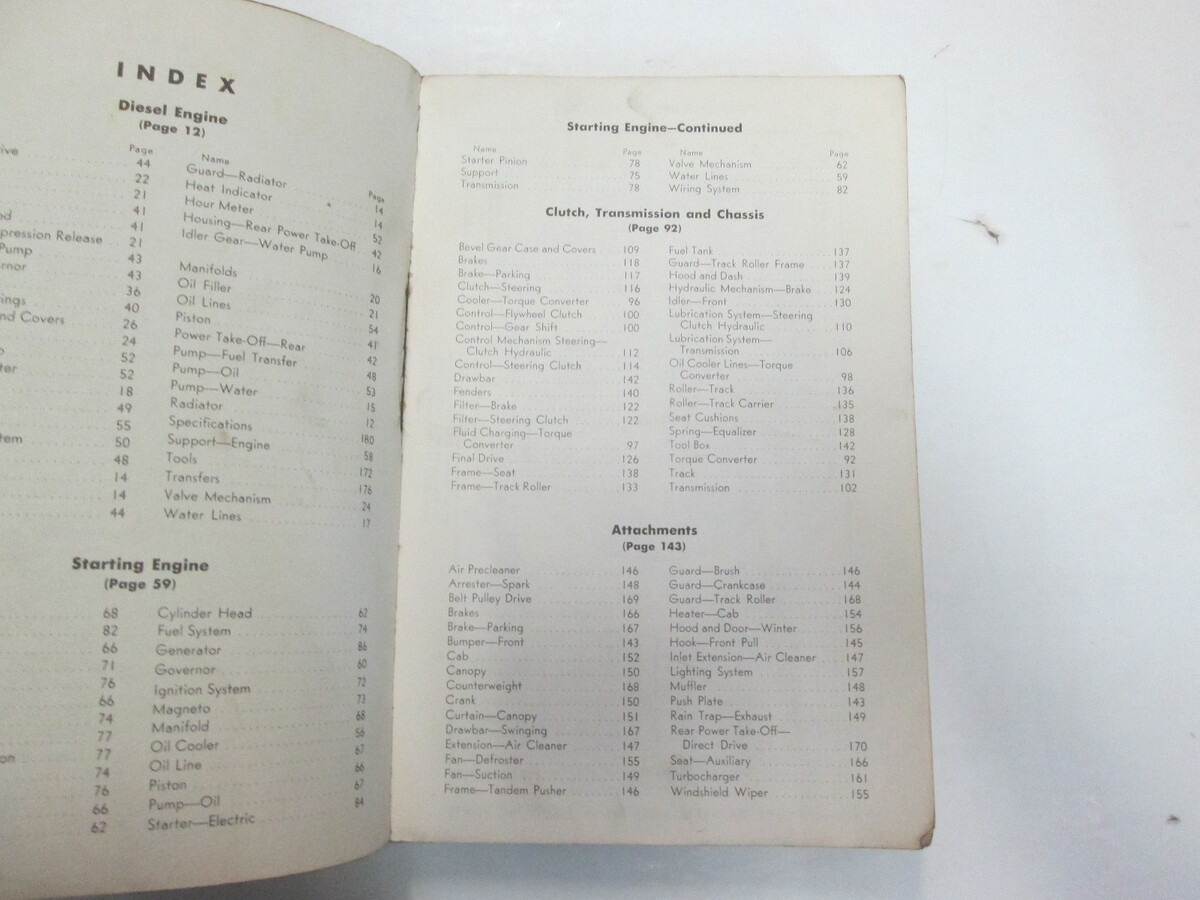 INDEX
Diesel Engine
(Page 12)
Page
ive 44
22
21
ed 41
41
pression Release 21
Pump 43
rnor 43
36
ings 40
nd Covers 26
24
52
ter 52
18
49
55
stem 50
48
14
14
44
Name Page
Guard—Radiator 14
Heat Indicator 14
Hour Meter 52
Housing—Rear Power Take-Off 42
Idler Gear—Water Pump 16
Manifolds 20
Oil Filler 21
Oil Lines 54
Piston 41
Power Take-Off—Rear 42
Pump—Fuel Transfer 48
Pump—Oil 53
Pump—Water 15
Radiator 12
Specifications 180
Support—Engine 58
Tools 172
Transfers 176
Valve Mechanism 24
Water Lines 17
Starting Engine
(Page 59)
68
82
66
71
76
66
74
77
on 77
74
76
66
62
Cylinder Head 62
Fuel System 74
Generator 86
Governor 60
Ignition System 72
Magneto 73
Manifold 68
Oil Cooler 56
Oil Line 67
Piston 66
Pump—Oil 67
Starter—Electric 84
Starting Engine—Continued
Name Page
Starter Pinion 78
Support 75
Transmission 78
Name Page
Valve Mechanism 62
Water Lines 59
Wiring System 82
Clutch, Transmission and Chassis
(Page 92)
Bevel Gear Case and Covers 109
Brakes 118
Brake—Parking 117
Clutch—Steering 116
Cooler—Torque Converter 96
Control—Flywheel Clutch 100
Control—Gear Shift 100
Control Mechanism Steering—
Clutch Hydraulic 112
Control—Steering Clutch 114
Drawbar 142
Fenders 140
Filter—Brake 122
Filter—Steering Clutch 122
Fluid Charging—Torque
Converter 97
Final Drive 126
Frame—Seat 138
Frame—Track Roller 133
Fuel Tank 137
Guard—Track Roller Frame 137
Hood and Dash 139
Hydraulic Mechanism—Brake 124
Idler—Front 130
Lubrication System—Steering
Clutch Hydraulic 110
Lubrication System—
Transmission 106
Oil Cooler Lines—Torque
Converter 98
Roller—Track 136
Roller—Track Carrier 135
Seat Cushions 138
Spring—Equalizer 128
Tool Box 142
Torque Converter 92
Track 131
Transmission 102
Attachments
(Page 143)
Air Precleaner 146
Arrester—Spark 148
Belt Pulley Drive 169
Brakes 166
Brake—Parking 167
Bumper—Front 143
Cab 152
Canopy 150
Counterweight 168
Crank 150
Curtain—Canopy 151
Drawbar—Swinging 167
Extension—Air Cleaner 147
Fan—Defroster 155
Fan—Suction 149
Frame—Tandem Pusher 146
Guard—Brush 146
Guard—Crankcase 144
Guard—Track Roller 168
Heater—Cab 154
Hood and Door—Winter 156
Hook—Front Pull 145
Inlet Extension—Air Cleaner 147
Lighting System 157
Muffler 148
Push Plate 143
Rain Trap—Exhaust 149
Rear Power Take-Off—
Direct Drive 170
Seat—Auxiliary 166
Turbocharger 161
Windshield Wiper 155